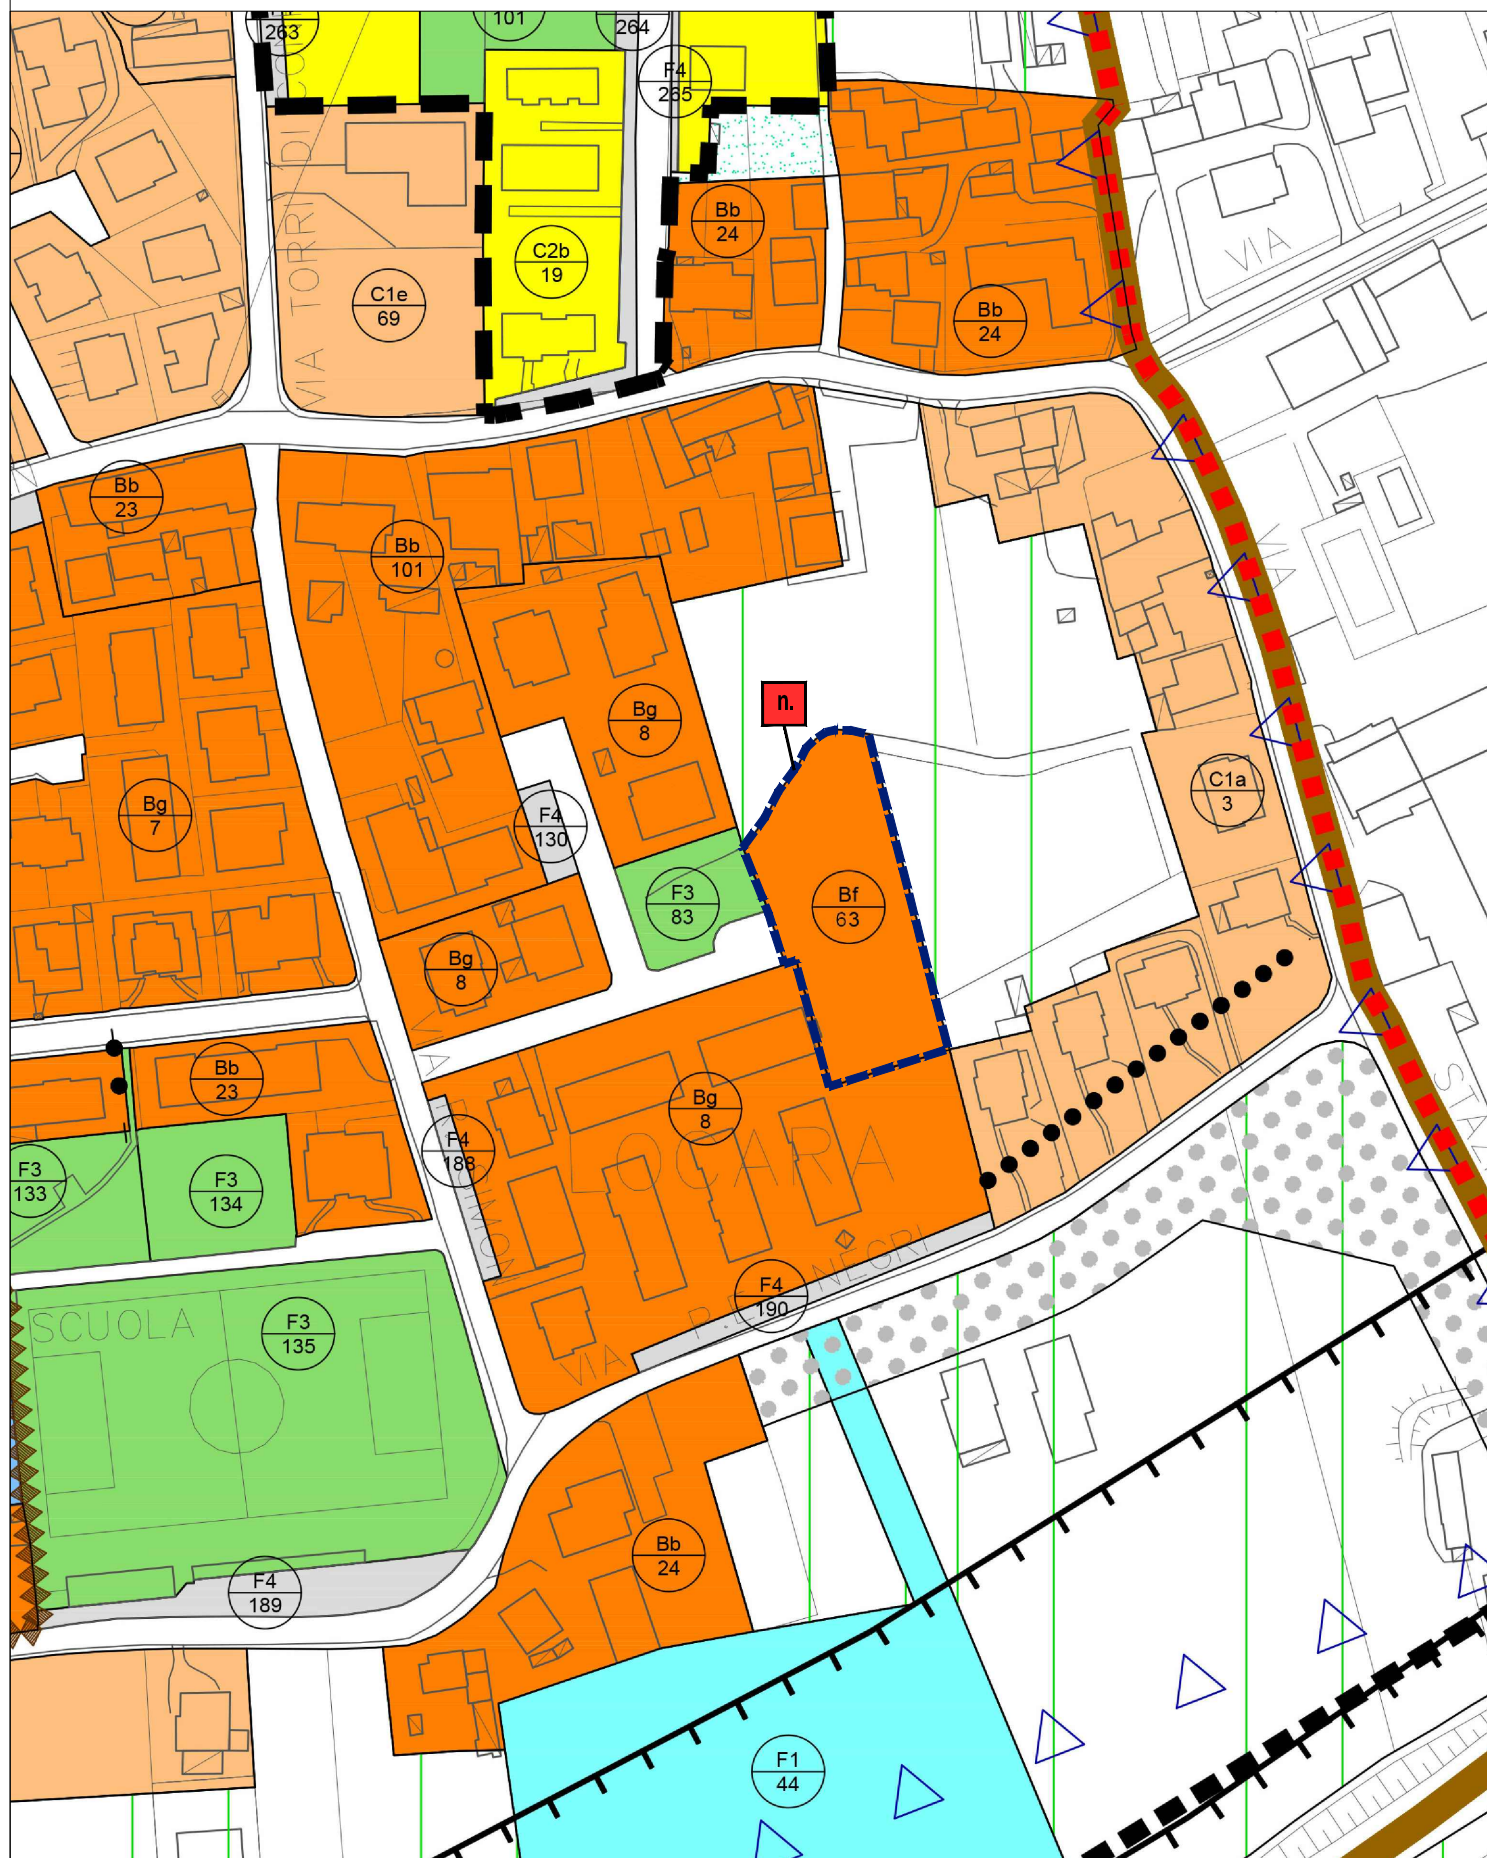 263
101
264
F4
265
VIA TORRI DI
C2b
19
Bb
24
VIA
C1e
69
Bb
24
Bb
23
Bb
101
VIA
Bg
8
n.
Bg
7
F4
130
C1a
3
F3
83
Bf
63
Bg
8
Bb
23
Bg
8
F4
188
LOCARA
F3
133
F3
134
F4
190
P.E. NEGRI
VIA
SCUOLA
F3
135
Bb
24
F4
189
F1
44